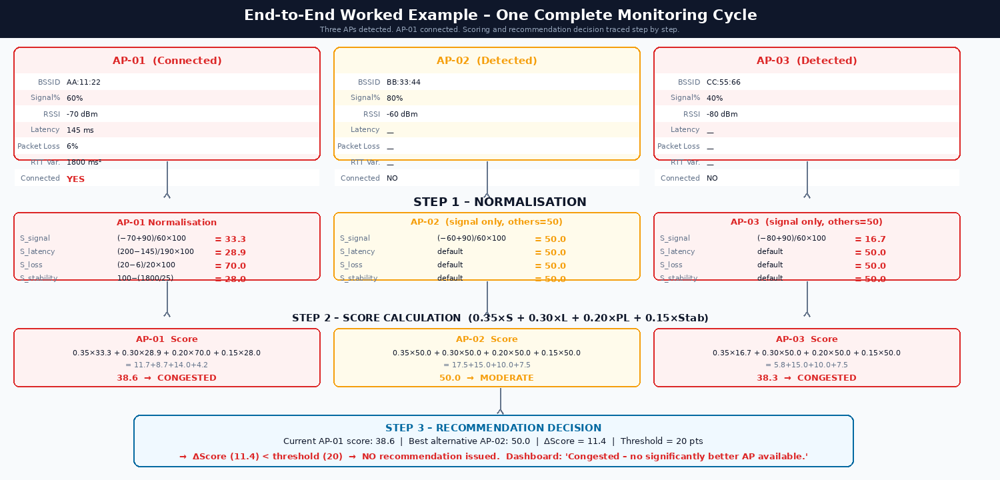 End-to-End Worked Example – One Complete Monitoring Cycle
Three APs detected. AP-01 connected. Scoring and recommendation decision traced step by step.
AP-01  (Connected)
BSSID AA:11:22
Signal% 60%
RSSI -70 dBm
Latency 145 ms
Packet Loss 6%
RTT Var. 1800 ms²
Connected YES
AP-02  (Detected)
BSSID BB:33:44
Signal% 80%
RSSI -60 dBm
Latency —
Packet Loss —
RTT Var. —
Connected NO
AP-03  (Detected)
BSSID CC:55:66
Signal% 40%
RSSI -80 dBm
Latency —
Packet Loss —
RTT Var. —
Connected NO
STEP 1 – NORMALISATION
AP-01 Normalisation
S_signal (−70+90)/60×100 = 33.3
S_latency (200−145)/190×100 = 28.9
S_loss (20−6)/20×100 = 70.0
S_stability 100−(1800/25) = 28.0
AP-02  (signal only, others=50)
S_signal (−60+90)/60×100 = 50.0
S_latency default = 50.0
S_loss default = 50.0
S_stability default = 50.0
AP-03  (signal only, others=50)
S_signal (−80+90)/60×100 = 16.7
S_latency default = 50.0
S_loss default = 50.0
S_stability default = 50.0
STEP 2 – SCORE CALCULATION  (0.35×S + 0.30×L + 0.20×PL + 0.15×Stab)
AP-01  Score
0.35×33.3 + 0.30×28.9 + 0.20×70.0 + 0.15×28.0
= 11.7+8.7+14.0+4.2
38.6  →  CONGESTED
AP-02  Score
0.35×50.0 + 0.30×50.0 + 0.20×50.0 + 0.15×50.0
= 17.5+15.0+10.0+7.5
50.0  →  MODERATE
AP-03  Score
0.35×16.7 + 0.30×50.0 + 0.20×50.0 + 0.15×50.0
= 5.8+15.0+10.0+7.5
38.3  →  CONGESTED
STEP 3 – RECOMMENDATION DECISION
Current AP-01 score: 38.6  |  Best alternative AP-02: 50.0  |  ΔScore = 11.4  |  Threshold = 20 pts
→  ΔScore (11.4) < threshold (20)  →  NO recommendation issued.  Dashboard: 'Congested – no significantly better AP available.'